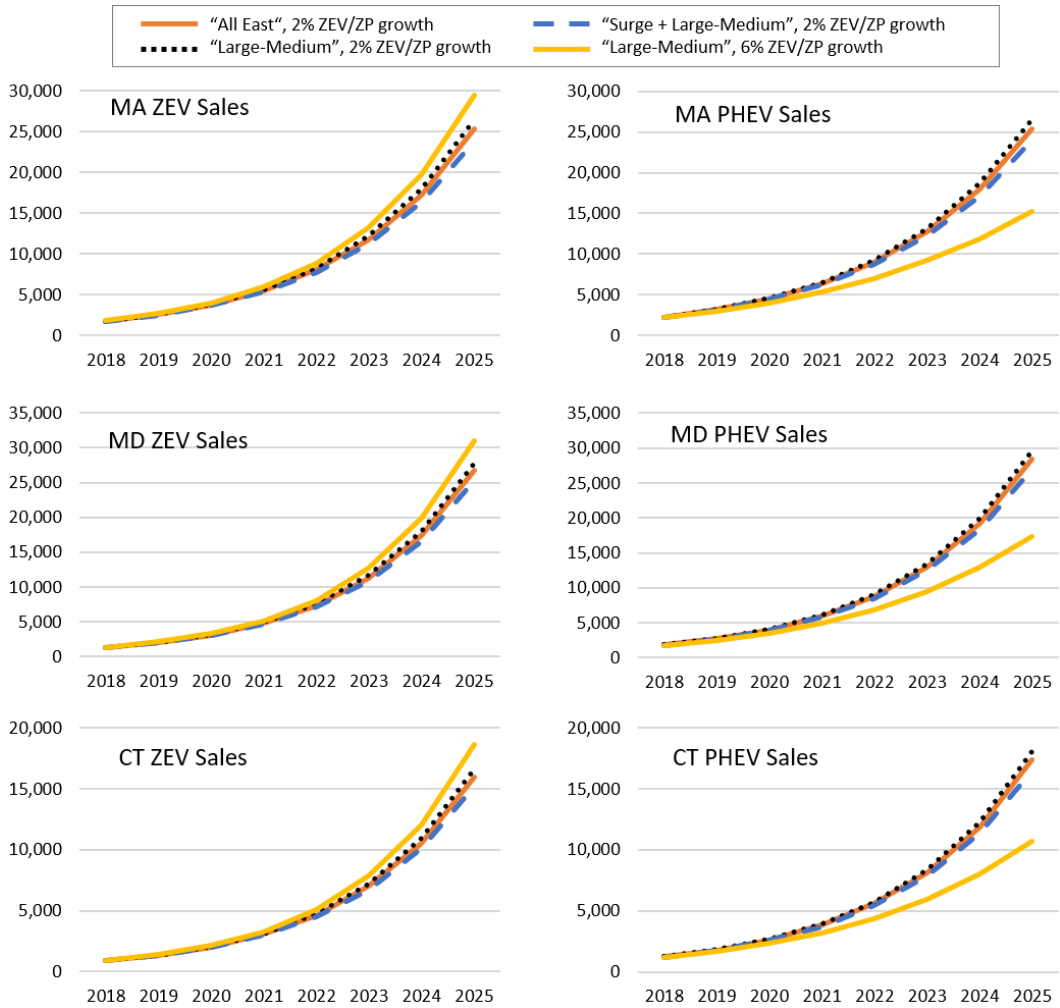 “All East“, 2% ZEV/ZP growth
“Surge + Large-Medium”, 2% ZEV/ZP growth
“Large-Medium”, 2% ZEV/ZP growth
“Large-Medium”, 6% ZEV/ZP growth
MA ZEV Sales
30,000
25,000
20,000
15,000
10,000
5,000
0
2018 2019 2020 2021 2022 2023 2024 2025
MA PHEV Sales
30,000
25,000
20,000
15,000
10,000
5,000
0
2018 2019 2020 2021 2022 2023 2024 2025
MD ZEV Sales
35,000
30,000
25,000
20,000
15,000
10,000
5,000
0
2018 2019 2020 2021 2022 2023 2024 2025
MD PHEV Sales
35,000
30,000
25,000
20,000
15,000
10,000
5,000
0
2018 2019 2020 2021 2022 2023 2024 2025
CT ZEV Sales
20,000
15,000
10,000
5,000
0
2018 2019 2020 2021 2022 2023 2024 2025
CT PHEV Sales
20,000
15,000
10,000
5,000
0
2018 2019 2020 2021 2022 2023 2024 2025